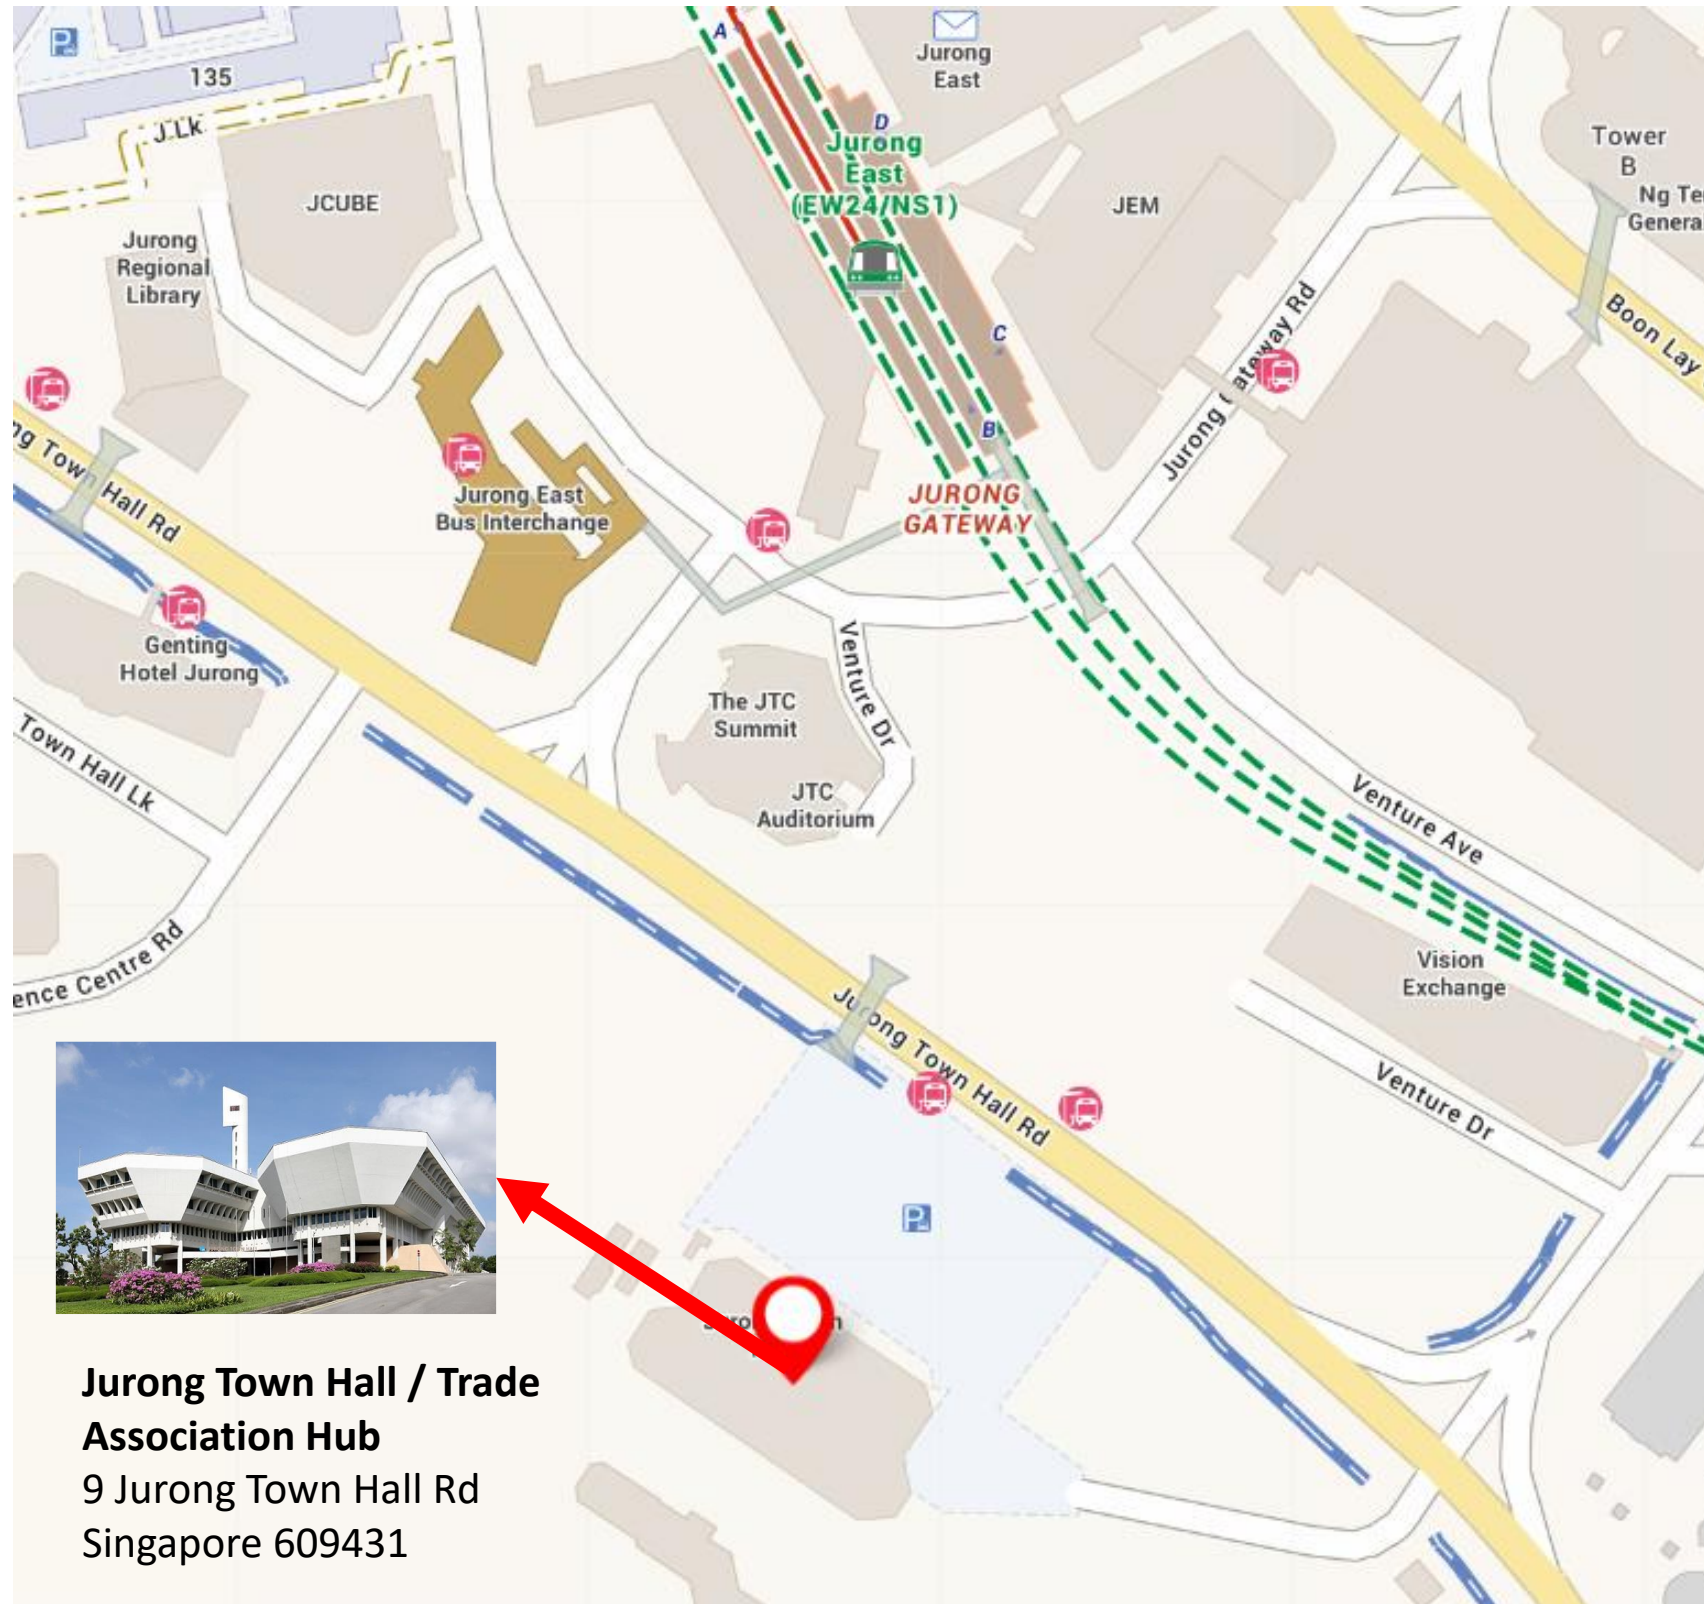 A
Jurong
East
135
J Lk
D
Jurong
East
(EW24/NS1)
Tower
B
JCUBE
JEM
Jurong
Regional
Library
C
Boon Lay
Jurong Gateway Rd
B
Town Hall Rd
Jurong East
Bus Interchange
JURONG
GATEWAY
Genting
Hotel Jurong
Venture Dr
The JTC
Summit
Town Hall Lk
JTC
Auditorium
Venture Ave
Centre Rd
Vision
Exchange
Jurong Town Hall Rd
Venture Dr
P
P
Jurong Town Hall / Trade
Association Hub
9 Jurong Town Hall Rd
Singapore 609431